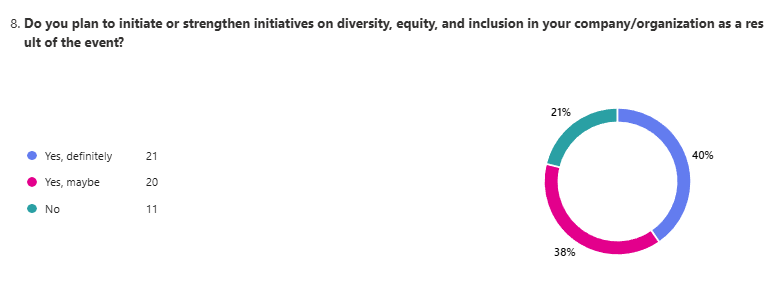 8. Do you plan to initiate or strengthen initiatives on diversity, equity, and inclusion in your company/organization as a res
ult of the event?
21%
Yes, definitely 21
40%
Yes, maybe 20
No 11
38%